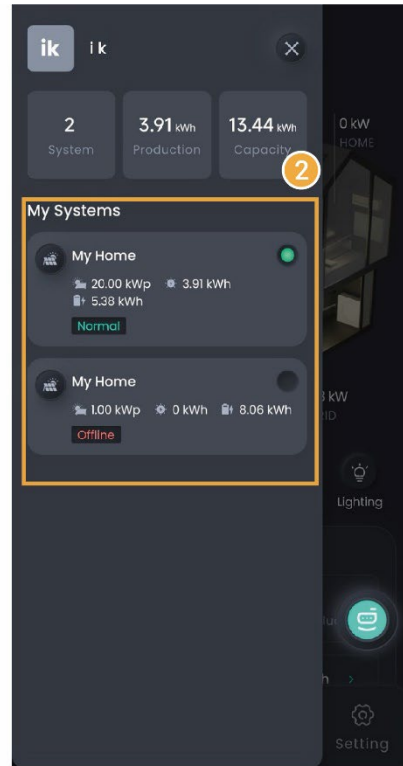 ik i k
2 3.91 kWh 13.44 kWh
System Production Capacity
2
0 kW
HOME
My Systems
My Home
20.00 kWp 3.91 kWh
5.38 kWh
Normal
My Home
1.00 kWp 0 kWh 8.06 kWh
Offline
kW
Lighting
h >
Setting